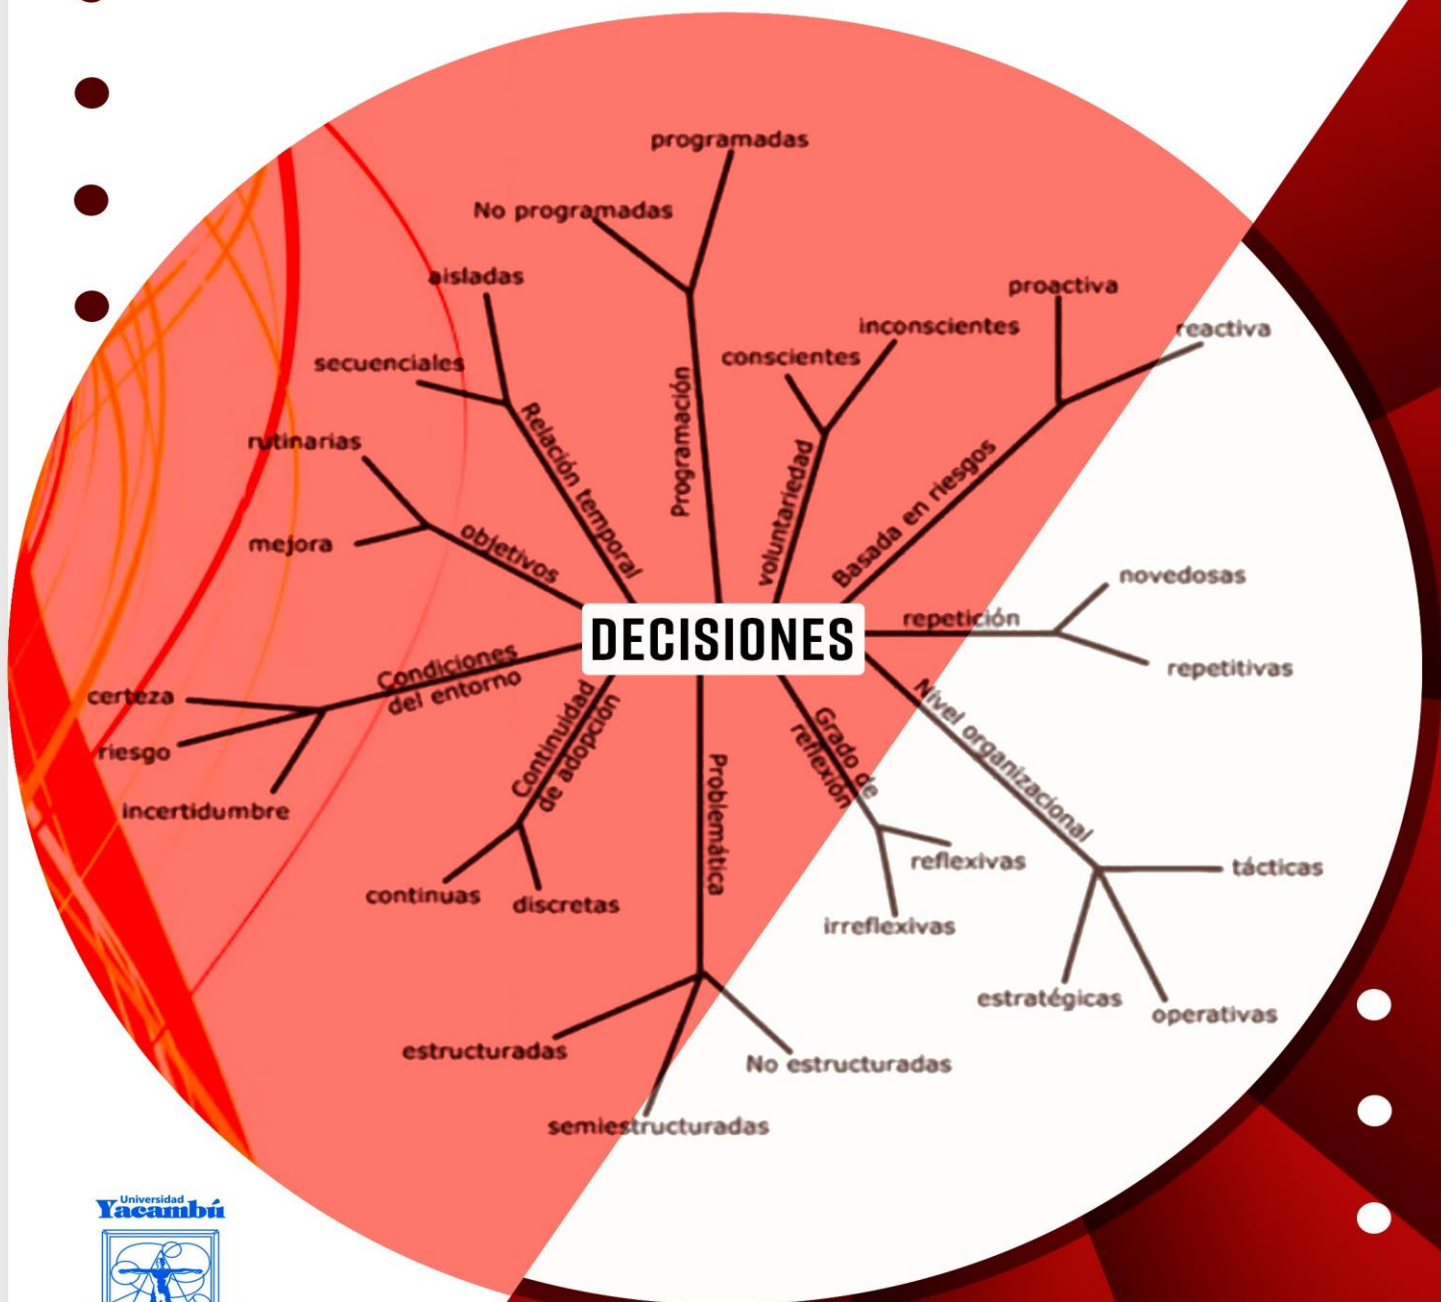 programadas
No programadas
aisladas
proactiva
inconscientes
reactiva
conscientes
secuenciales
Programación
Relación temporal
rutinarias
voluntariedad
Basada en riesgos
mejora
objetivos
novedosas
repetición
DECISIONES
repetitivas
Condiciones
del entorno
certeza
riesgo
incertidumbre
Continuidad
de adopción
Problemática
Grado de
reflexión
Nivel organizacional
continuas
discretas
reflexivas
tácticas
irreflexivas
estratégicas
operativas
estructuradas
No estructuradas
semiestructuradas
Universidad
Yacambú